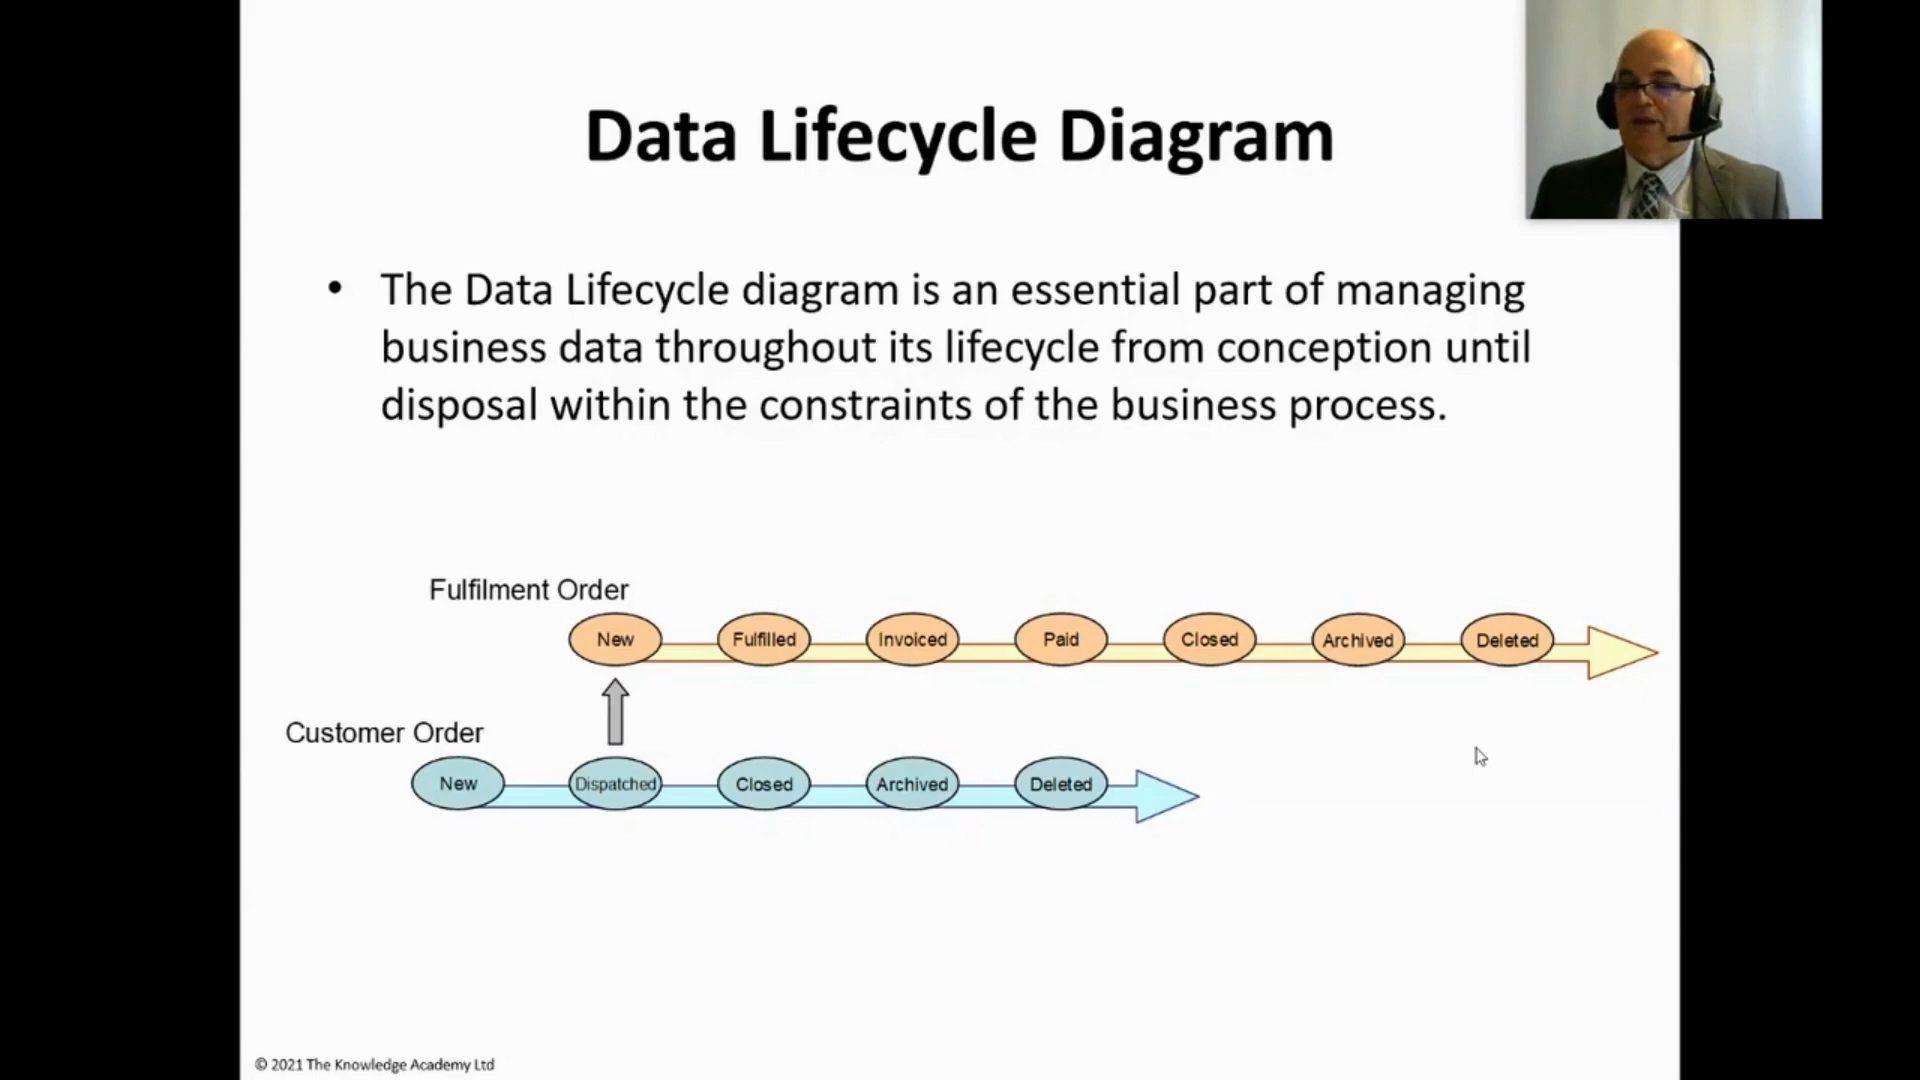 Data Lifecycle Diagram
• The Data Lifecycle diagram is an essential part of managing
business data throughout its lifecycle from conception until
disposal within the constraints of the business process.
Fulfilment Order
New Fulfilled Invoiced Paid Closed Archived Deleted
Customer Order
New Dispatched Closed Archived Deleted
© 2021 The Knowledge Academy Ltd